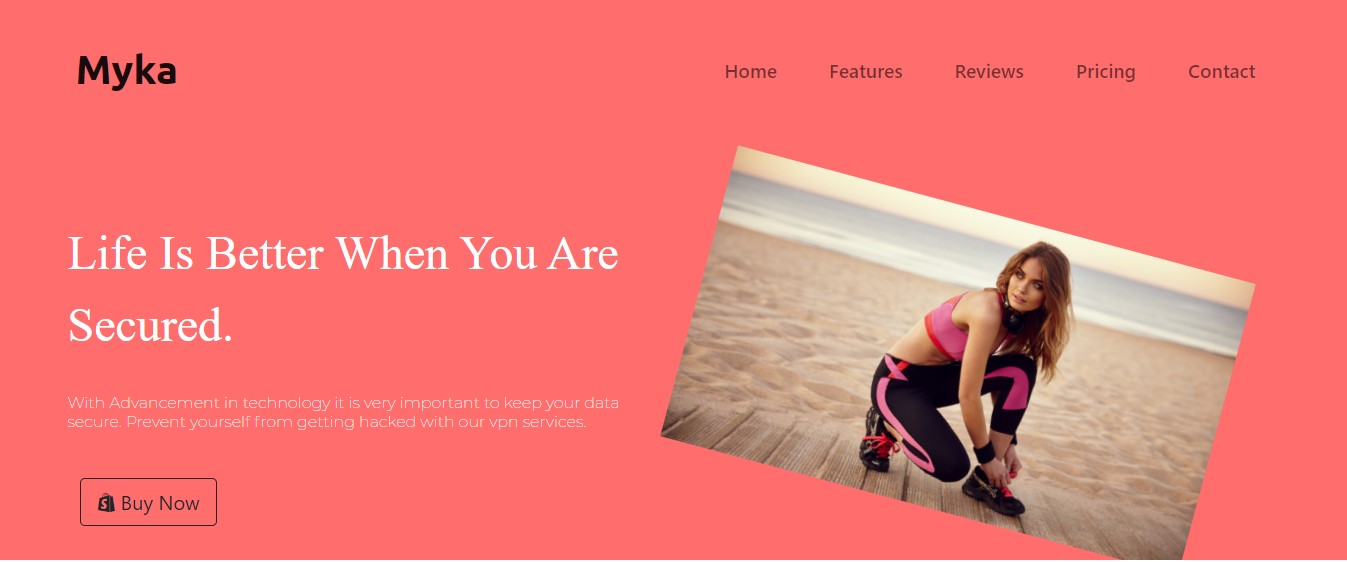 Myka
Home Features Reviews Pricing Contact
Life Is Better When You Are
Secured.
With Advancement in technology it is very important to keep your data
secure. Prevent yourself from getting hacked with our vpn services.
Buy Now